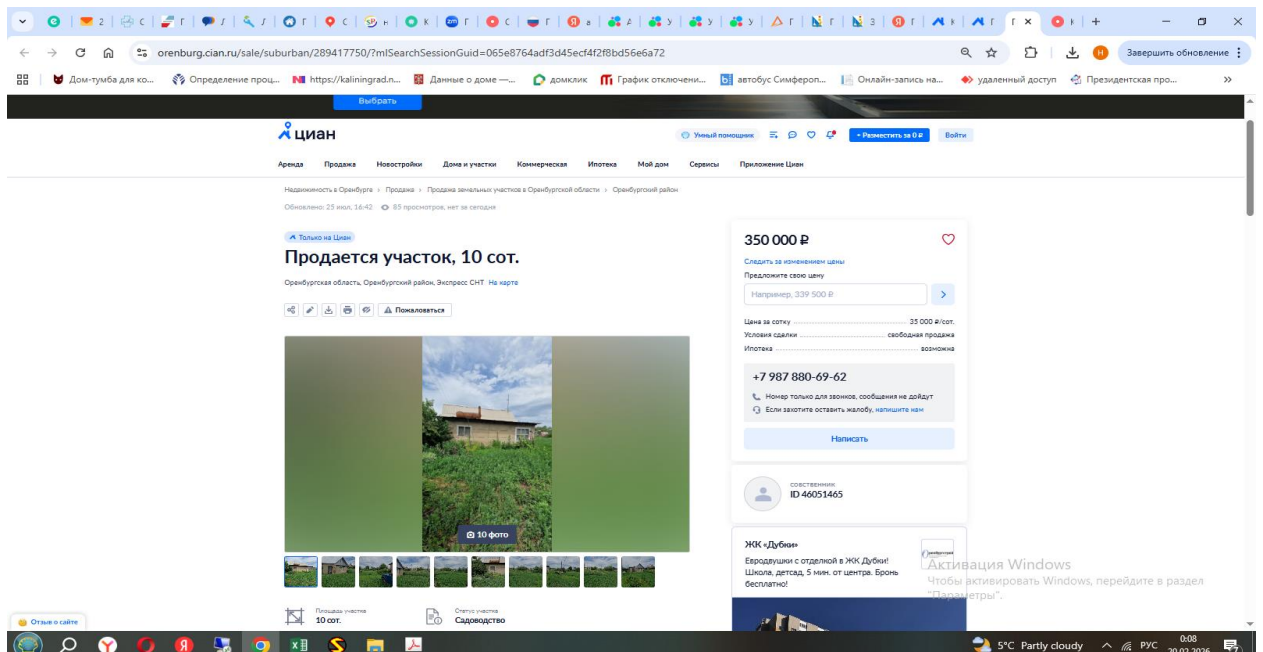 orenburg.cian.ru/sale/suburban/289417750/?mlSearchSessionGuid=065e8764adf3d45ecf4f2f8bd56e6a72
Завершить обновление
Дом-тумба для ко...
Определение проц...
https://kaliningrad.n...
Данные о доме —...
домклик
График отключени...
автобус Симферол...
Онлайн-запись на...
удаленный доступ
Президентская про...
Выбрать
циан
Умный помощник
+ Разместить за 0 ₽
Войти
Аренда Продажа Новостройки Дома и участки Коммерческая Ипотека Мой дом Сервисы Приложение Циан
Недвижимость в Оренбурге › Продажа › Продажа земельных участков в Оренбургской области › Оренбургский район
Обновлено: 25 июл, 16:42 85 просмотров, нет за сегодня
Только на Циан
Продается участок, 10 сот.
Оренбургская область, Оренбургский район, Экспресс СНТ На карте
Пожаловаться
10 фото
Площадь участка
10 сот.
Статус участка
Садоводство
350 000 ₽
Следить за изменением цены
Предложите свою цену
Например, 339 500 ₽
Цена за сотку 35 000 ₽/сот.
Условия сделки свободная продажа
Ипотека возможна
+7 987 880-69-62
Номер только для звонков, сообщения не дойдут
Если захотите оставить жалобу, напишите нам
Написать
СОБСТВЕННИК
ID 46051465
ЖК «Дубки»
Евродвушки с отделкой в ЖК Дубки!
Школа, детсад, 5 мин. от центра. Бронь
бесплатно!
Активация Windows
Чтобы активировать Windows, перейдите в раздел
"Параметры".
Отзыв о сайте
5°C Partly cloudy
РУС
0:08
20.02.2026